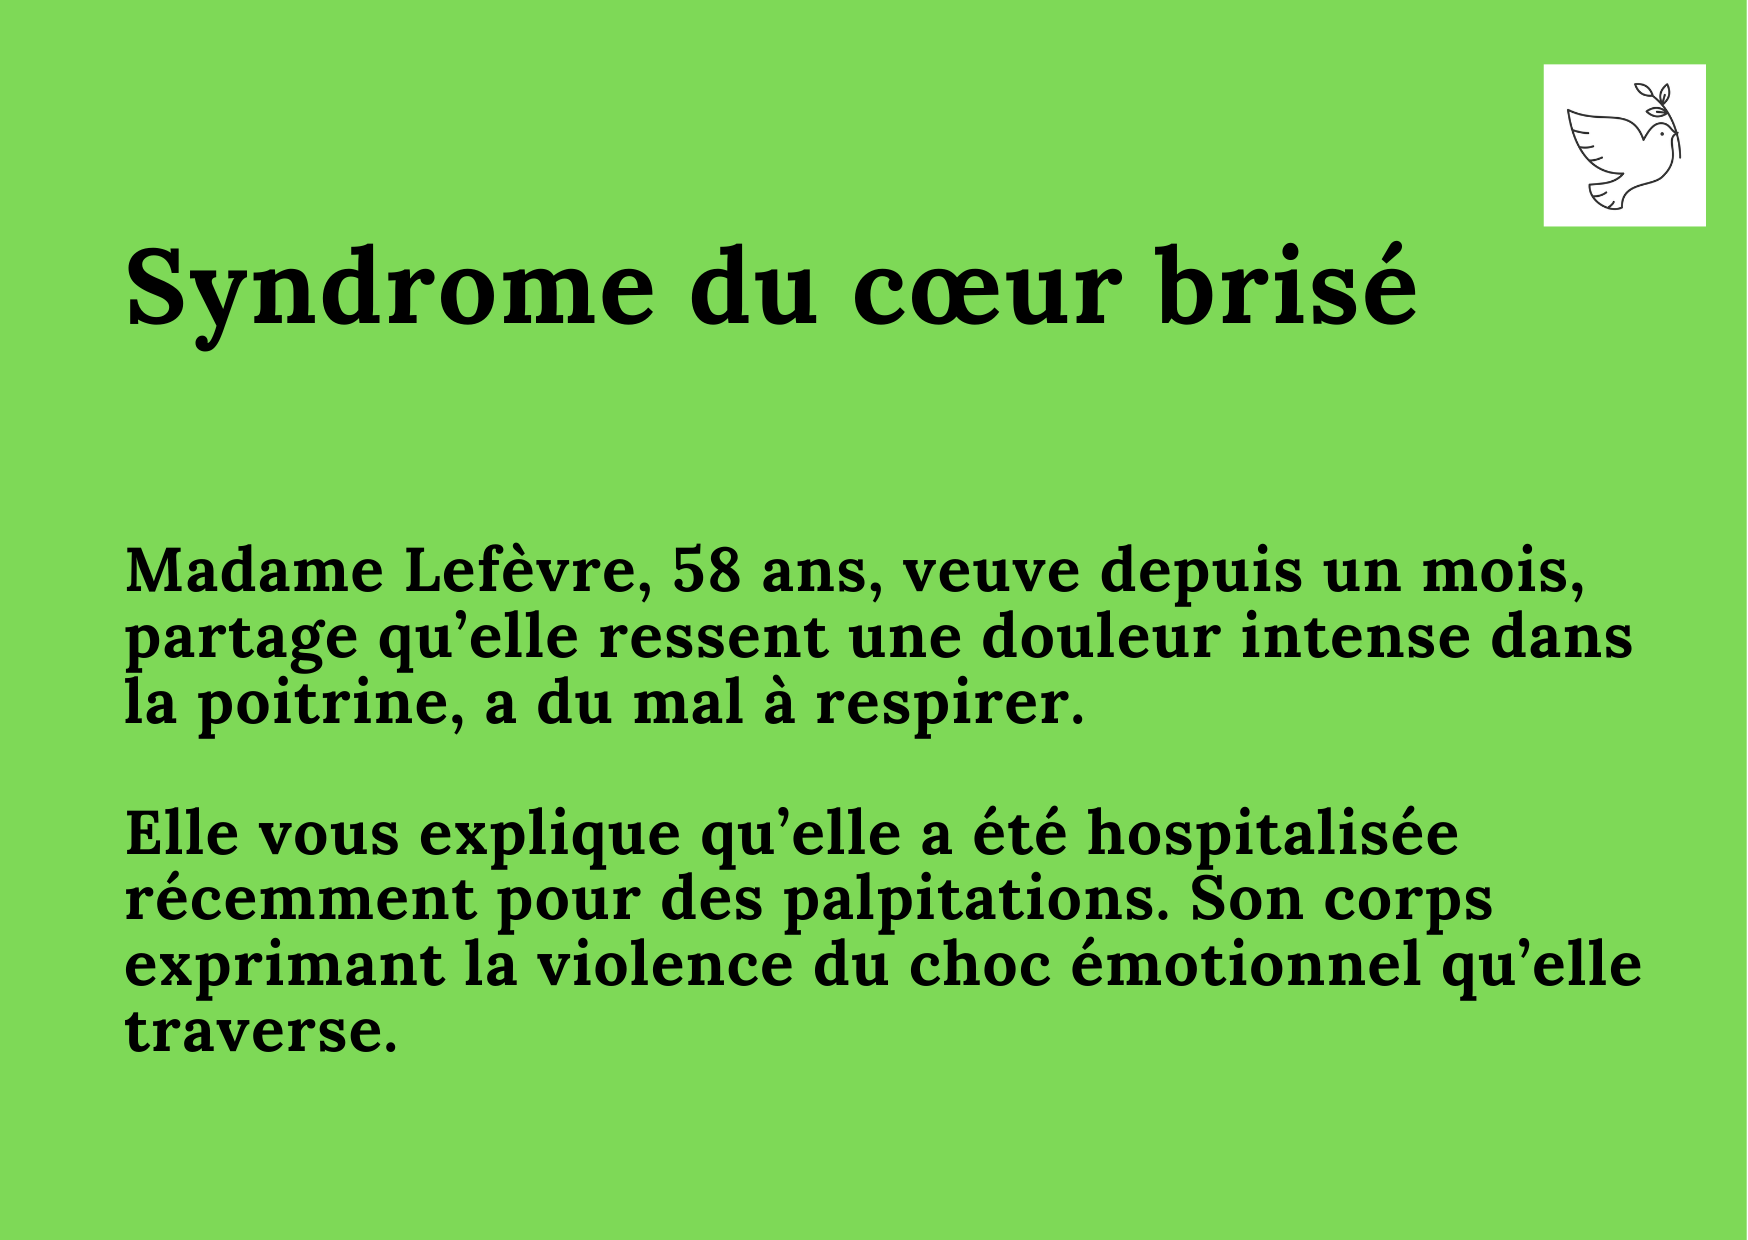 Syndrome du cœur brisé
Madame Lefèvre, 58 ans, veuve depuis un mois,
partage qu’elle ressent une douleur intense dans
la poitrine, a du mal à respirer.
Elle vous explique qu’elle a été hospitalisée
récemment pour des palpitations. Son corps
exprimant la violence du choc émotionnel qu’elle
traverse.